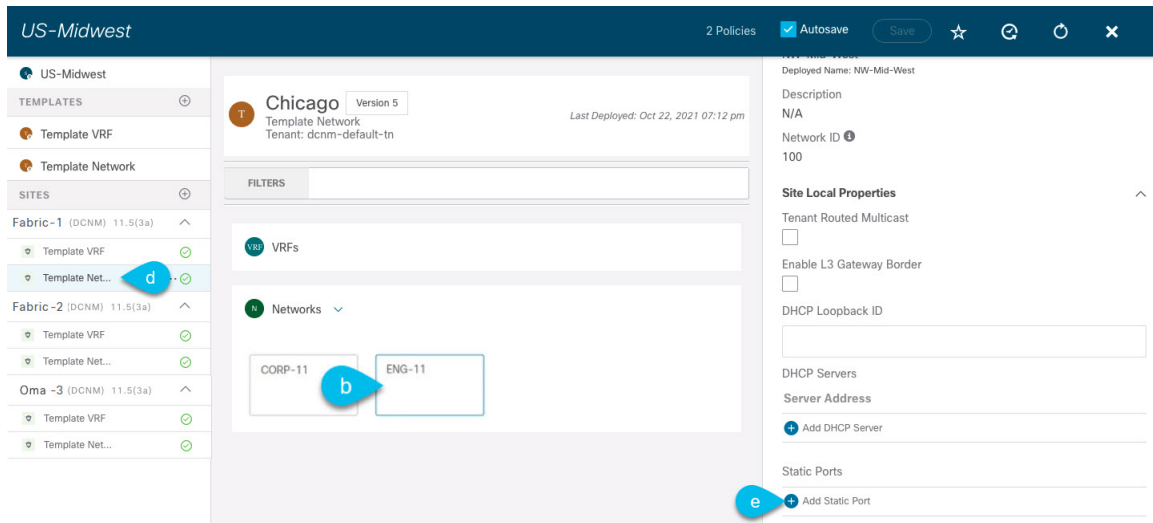 US-Midwest
2 Policies
Autosave
Save
US-Midwest
TEMPLATES
Template VRF
Template Network
SITES
Fabric-1 (DCNM) 11.5(3a)
Template VRF
Template Net...
d
Fabric-2 (DCNM) 11.5(3a)
Template VRF
Template Net...
Oma -3 (DCNM) 11.5(3a)
Template VRF
Template Net...
T
Chicago Version 5
Template Network
Tenant: dcnm-default-tn
Last Deployed: Oct 22, 2021 07:12 pm
FILTERS
VRF VRFs
N Networks
CORP-11
b
ENG-11
NW-Mid-West
Deployed Name: NW-Mid-West
Description
N/A
Network ID
100
Site Local Properties
Tenant Routed Multicast
Enable L3 Gateway Border
DHCP Loopback ID
DHCP Servers
Server Address
Add DHCP Server
Static Ports
e
Add Static Port